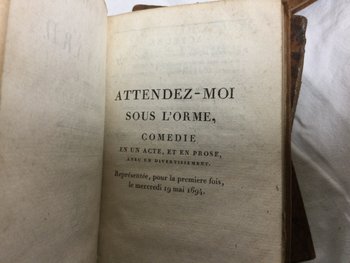 ATTENDEZ-MOI
SOUS L'ORME,
COMEDIE
EN UN ACTE, ET EN PROSE,
AVEC UN DIVERTISSEMENT.
Représentée, pour la premiere fois,
le mercredi 19 mai 1694.